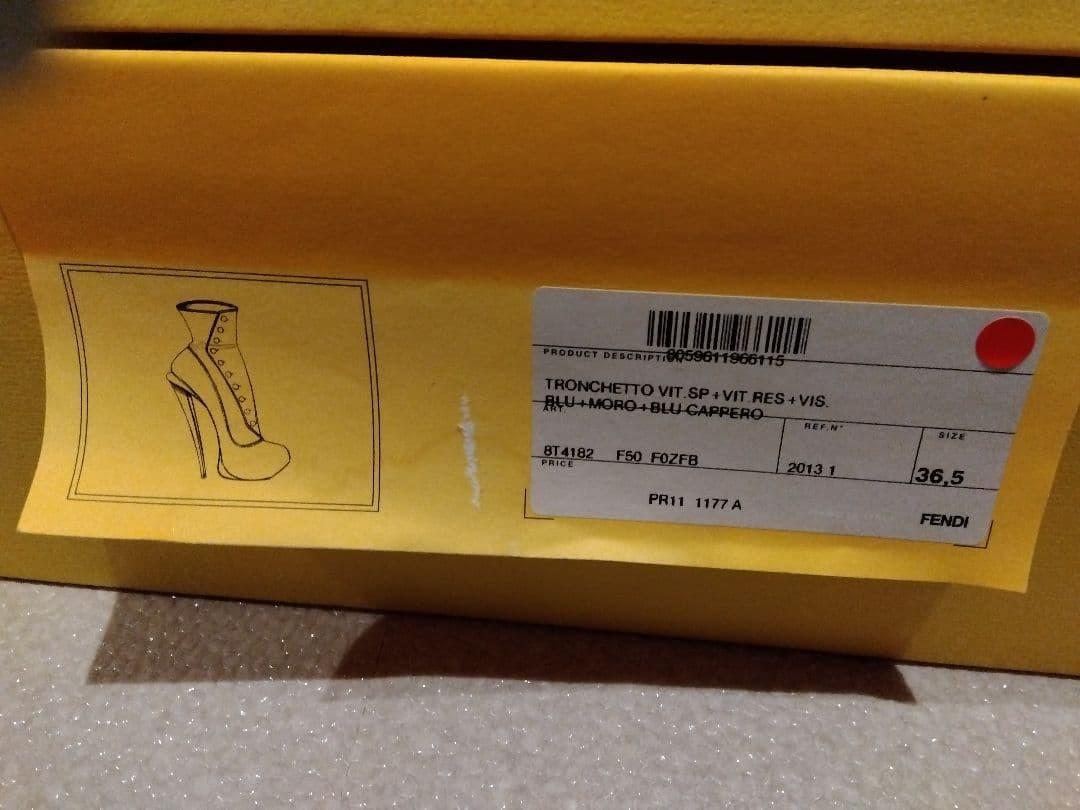 PRODUCT DESCRIPTION
0059611966115
TRONCHETTO VIT.SP+VIT.RES+VIS.
BLU+MORO+BLU CAPPERO
ART.
REF.N°
SIZE
8T4182 F50 F0ZFB
2013 1
36,5
PRICE
PR11 1177 A
FENDI